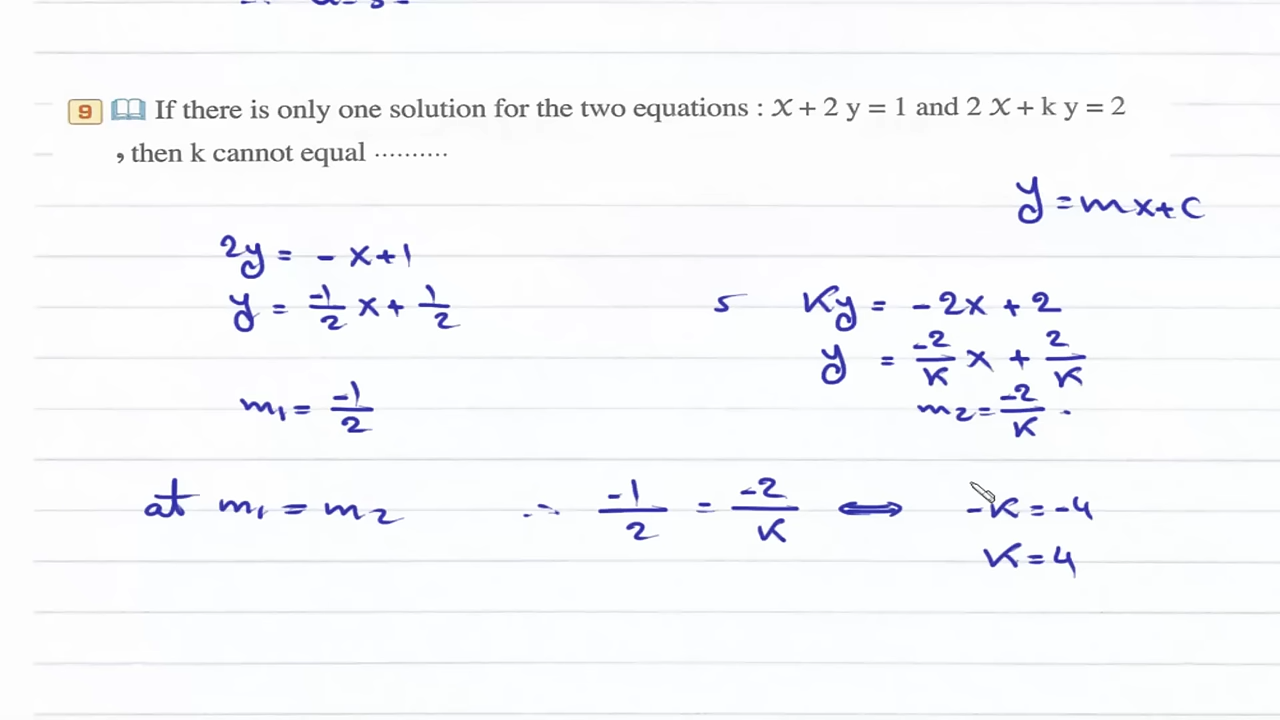 9 If there is only one solution for the two equations : X + 2 y = 1 and 2 X + k y = 2
, then k cannot equal ..........
y = mx + c
2y = - x + 1
y = -1/2 x + 1/2
, Ky = -2x + 2
y = -2/K x + 2/K
m1 = -1/2
m2 = -2/K .
at m1 = m2 ∴ -1/2 = -2/K ⟺ -K = -4
K = 4